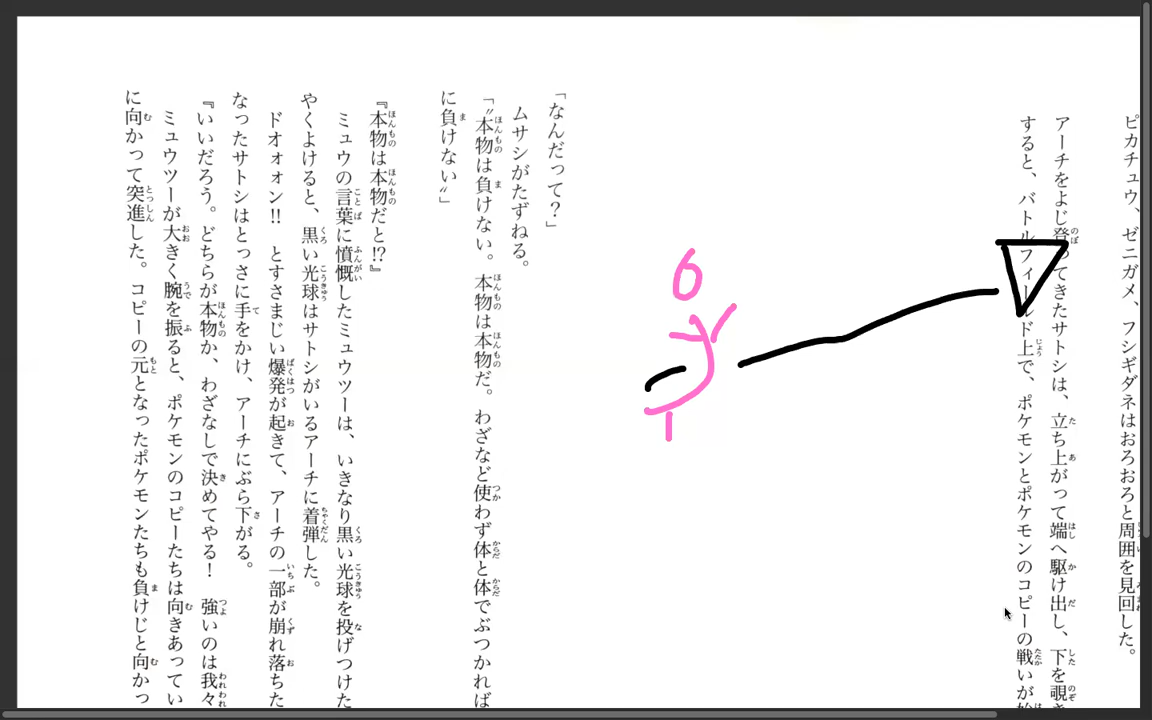 ピカチュウ、ゼニガメ、フシギダネはおろおろと周囲を見回した。
アーチをよじ登ってきたサトシは、立ち上がって端へ駆け出し、下を覗き
すると、バトルフィールド上で、ポケモンとポケモンのコピーの戦いが始
「なんだって？」
ムサシがたずねる。
「〝本物は負けない。本物は本物だ。わざなど使わず体と体でぶつかれば
に負けない〟」
『本物は本物だと!?』
ミュウの言葉に憤慨したミュウツーは、いきなり黒い光球を投げつけた
やくよけると、黒い光球はサトシがいるアーチに着弾した。
ドオォォン!!　とすさまじい爆発が起きて、アーチの一部が崩れ落ちた
なったサトシはとっさに手をかけ、アーチにぶら下がる。
『いいだろう。どちらが本物か、わざなしで決めてやる！　強いのは我々
ミュウツーが大きく腕を振ると、ポケモンのコピーたちは向きあってい
に向かって突進した。コピーの元となったポケモンたちも負けじと向かっ